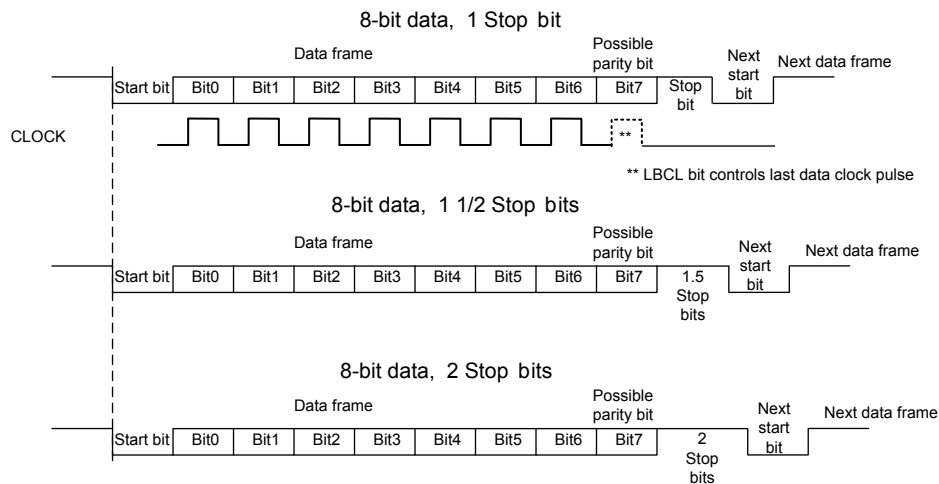 8-bit data, 1 Stop bit
Data frame
Possible parity bit
Next start bit
Next data frame
Start bit Bit0 Bit1 Bit2 Bit3 Bit4 Bit5 Bit6 Bit7 Stop bit
CLOCK
**
** LBCL bit controls last data clock pulse
8-bit data, 1 1/2 Stop bits
Data frame
Possible parity bit
Next start bit
Next data frame
Start bit Bit0 Bit1 Bit2 Bit3 Bit4 Bit5 Bit6 Bit7 1.5 Stop bits
8-bit data, 2 Stop bits
Data frame
Possible parity bit
Next start bit
Next data frame
Start bit Bit0 Bit1 Bit2 Bit3 Bit4 Bit5 Bit6 Bit7 2 Stop bits